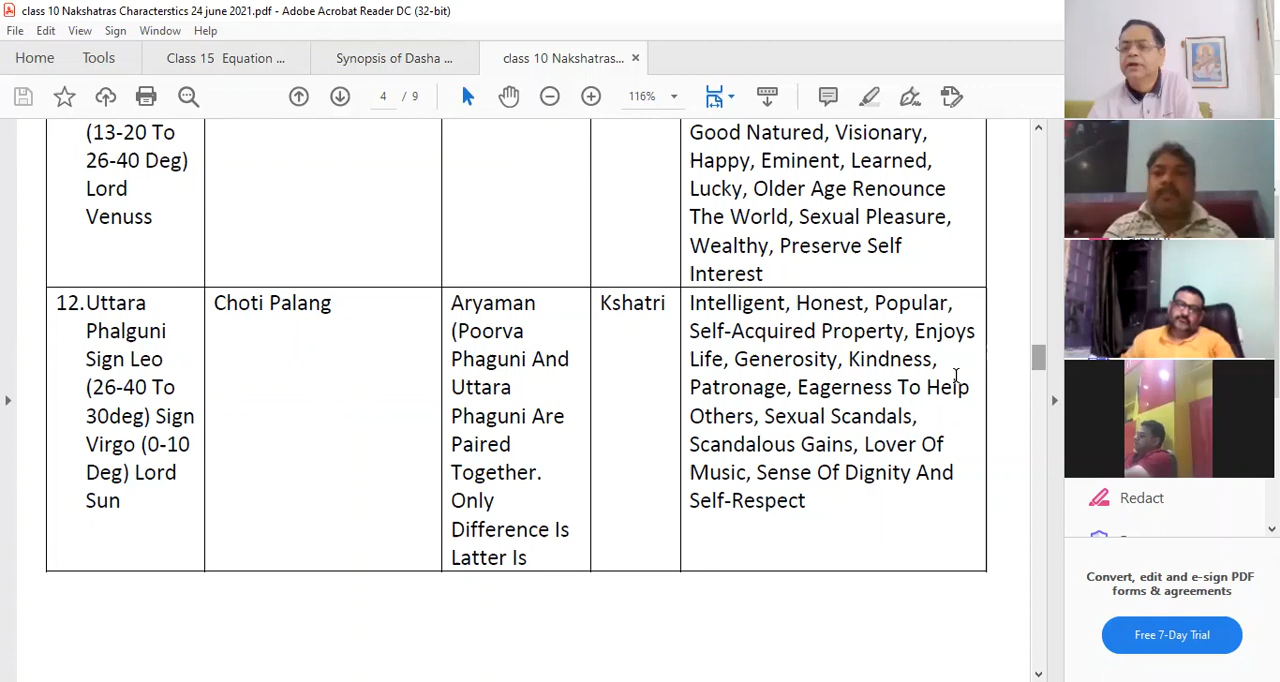 class 10 Nakshatras Characterstics 24 june 2021.pdf - Adobe Acrobat Reader DC (32-bit)
File Edit View Sign Window Help
Home Tools Class 15 Equation ... Synopsis of Dasha ... class 10 Nakshatras... ×
4 / 9 116%
(13-20 To
26-40 Deg)
Lord
Venuss
Good Natured, Visionary,
Happy, Eminent, Learned,
Lucky, Older Age Renounce
The World, Sexual Pleasure,
Wealthy, Preserve Self
Interest
12.Uttara
Phalguni
Sign Leo
(26-40 To
30deg) Sign
Virgo (0-10
Deg) Lord
Sun
Choti Palang
Aryaman
(Poorva
Phaguni And
Uttara
Phaguni Are
Paired
Together.
Only
Difference Is
Latter Is
Kshatri
Intelligent, Honest, Popular,
Self-Acquired Property, Enjoys
Life, Generosity, Kindness,
Patronage, Eagerness To Help
Others, Sexual Scandals,
Scandalous Gains, Lover Of
Music, Sense Of Dignity And
Self-Respect
Redact
Convert, edit and e-sign PDF
forms & agreements
Free 7-Day Trial